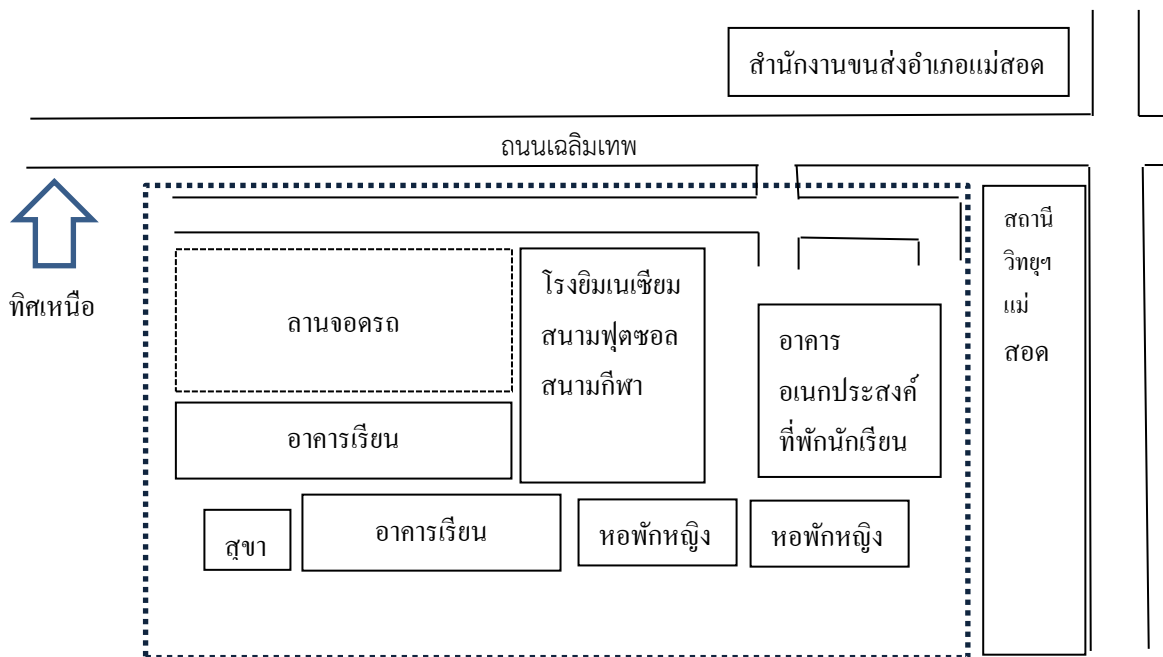 สำนักงานขนส่งอำเภอแม่สอด
ถนนเฉลิมเทพ
ทิศเหนือ
สถานี
วิทยุฯ
แม่
สอด
ลานจอดรถ
โรงยิมเนเซียม
สนามฟุตซอล
สนามกีฬา
อาคาร
อเนกประสงค์
ที่พักนักเรียน
อาคารเรียน
สุขา
อาคารเรียน
หอพักหญิง
หอพักหญิง